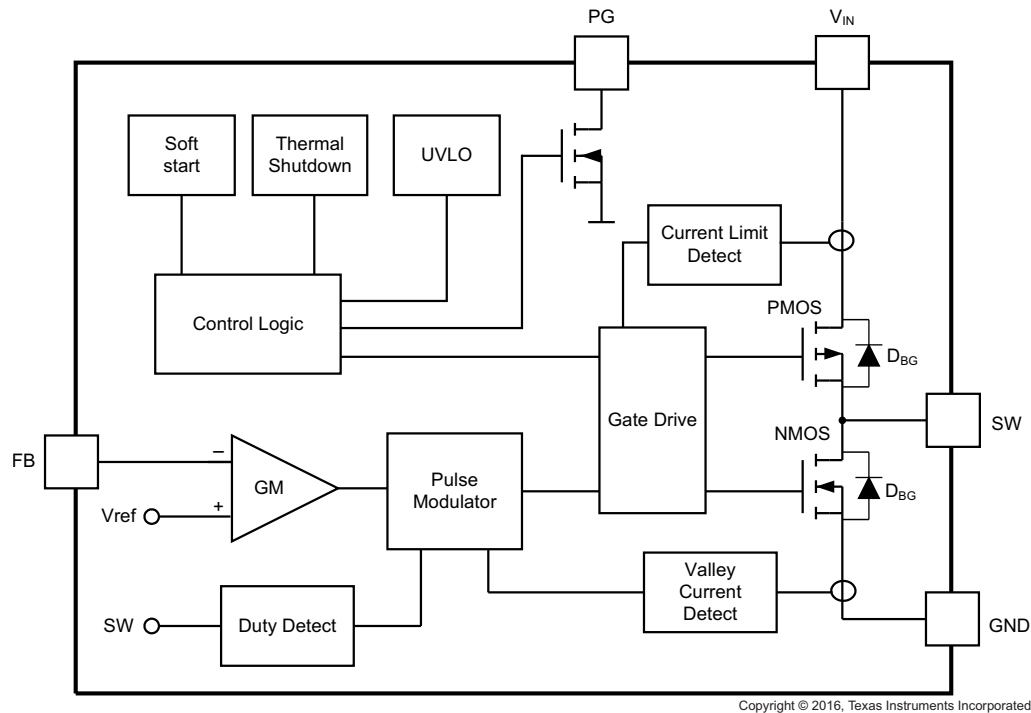 PG
V_IN
Soft
start
Thermal
Shutdown
UVLO
Current Limit
Detect
Control Logic
PMOS
D_BG
Gate Drive
SW
NMOS
FB
−
GM
+
Vref
Pulse
Modulator
D_BG
Valley
Current
Detect
SW
Duty Detect
GND
Copyright © 2016, Texas Instruments Incorporated